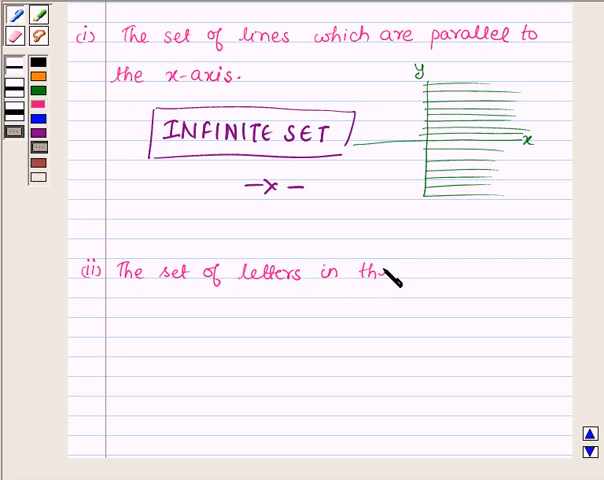 (i) The set of lines which are parallel to
the x-axis.
y
INFINITE SET
x
—x—
(ii) The set of letters in th